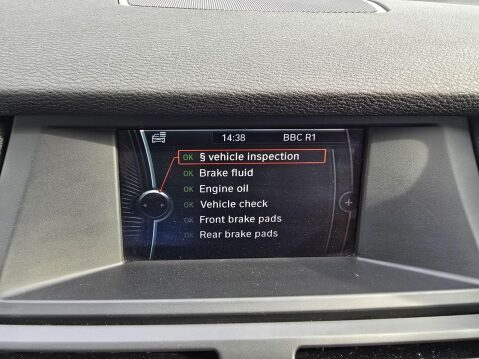 14:38 BBC R1
OK § vehicle inspection
OK Brake fluid
OK Engine oil
OK Vehicle check
OK Front brake pads
OK Rear brake pads